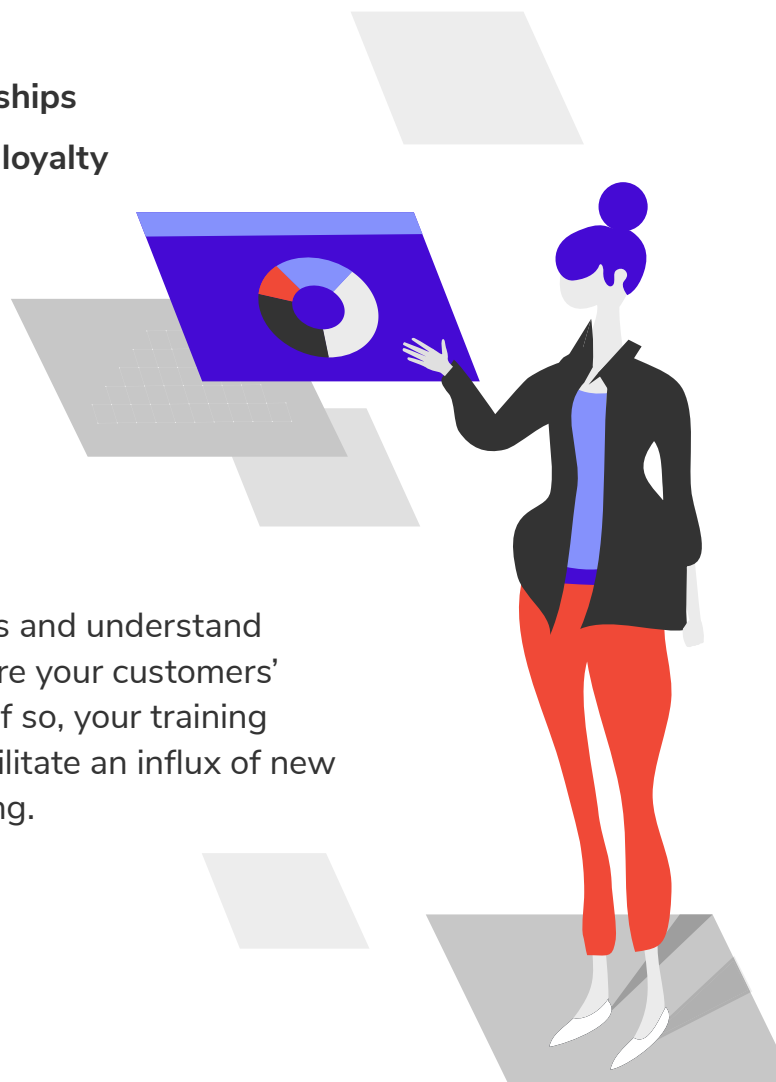 ships
loyalty
s and understand
re your customers’
f so, your training
ilitate an influx of new
ng.